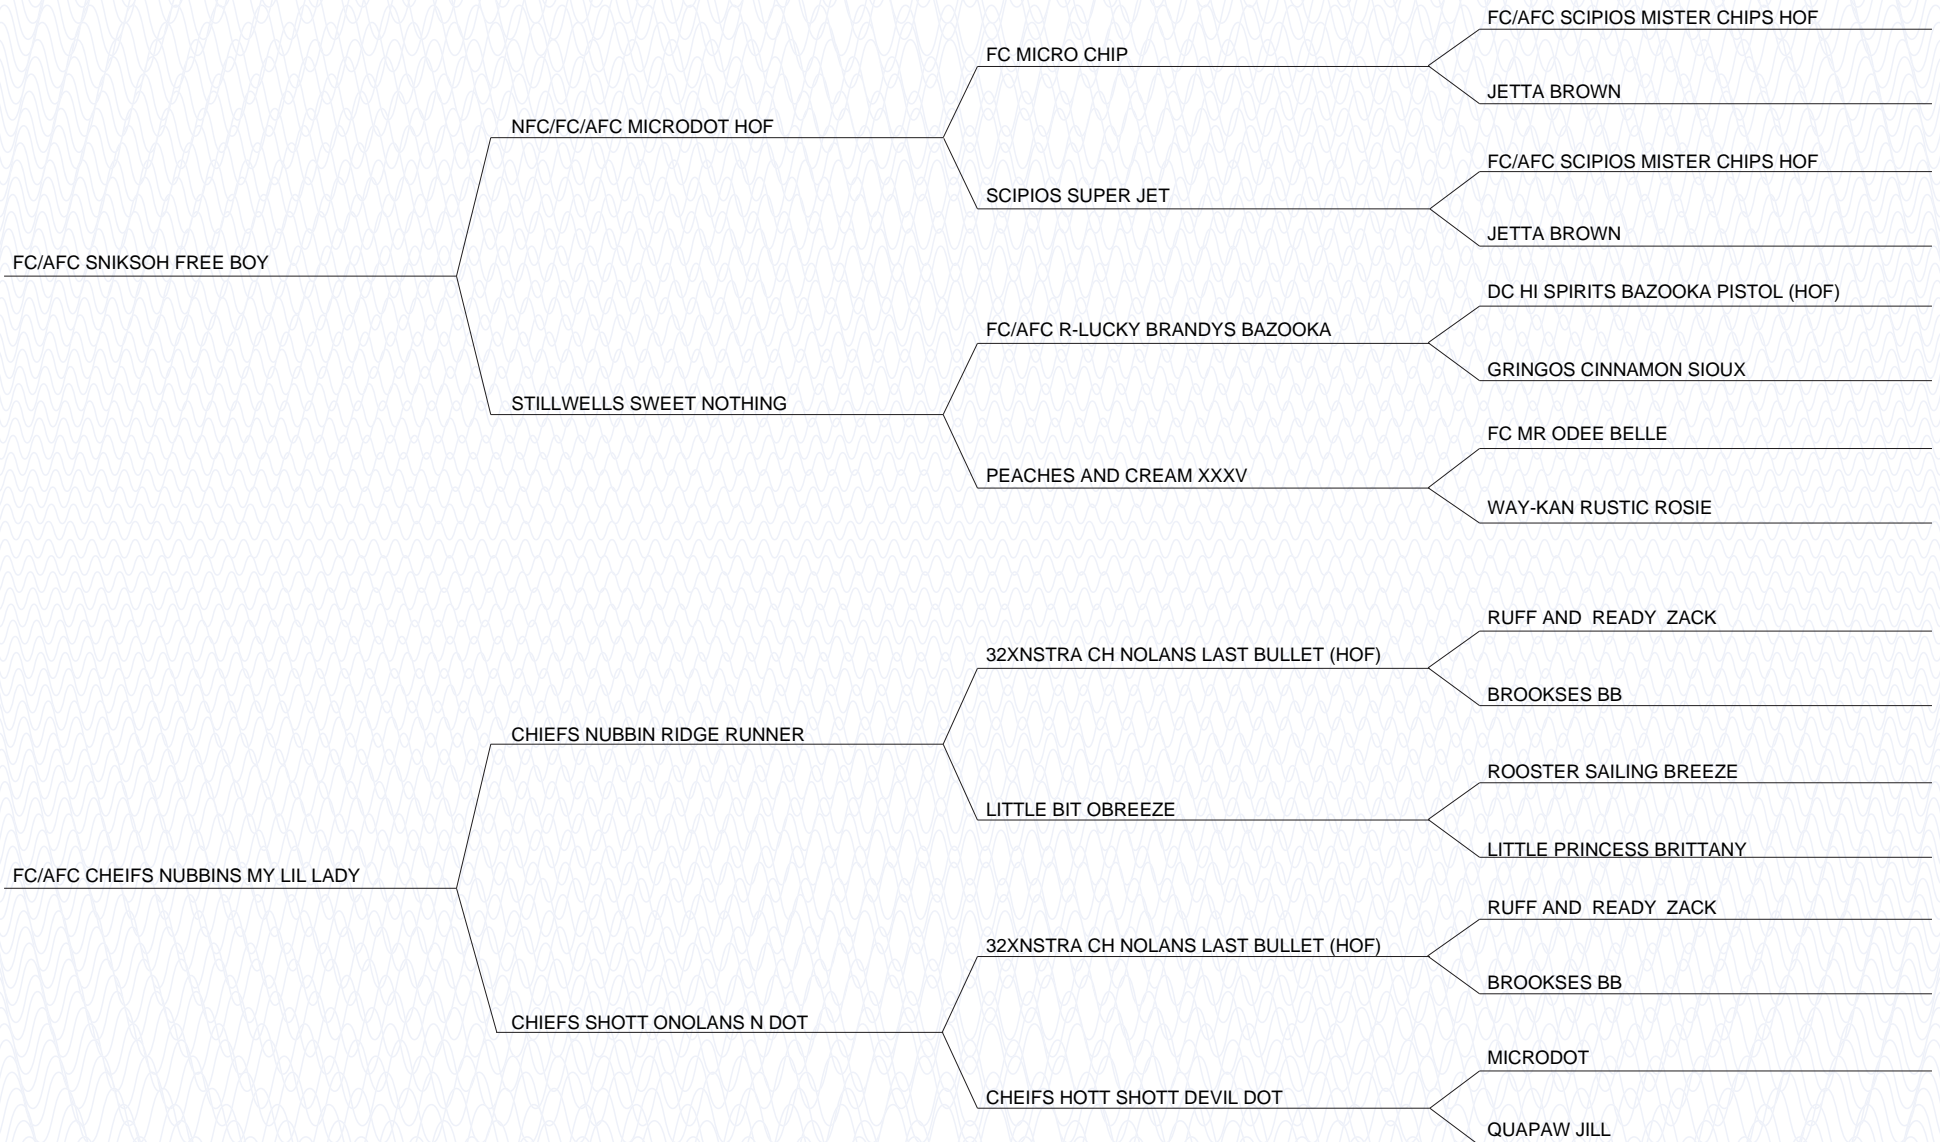 FC/AFC SCIPIOS MISTER CHIPS HOF
FC MICRO CHIP
JETTA BROWN
NFC/FC/AFC MICRODOT HOF
FC/AFC SCIPIOS MISTER CHIPS HOF
SCIPIOS SUPER JET
JETTA BROWN
FC/AFC SNIKSOH FREE BOY
DC HI SPIRITS BAZOOKA PISTOL (HOF)
FC/AFC R-LUCKY BRANDYS BAZOOKA
GRINGOS CINNAMON SIOUX
STILLWELLS SWEET NOTHING
FC MR ODEE BELLE
PEACHES AND CREAM XXXV
WAY-KAN RUSTIC ROSIE
RUFF AND  READY  ZACK
32XNSTRA CH NOLANS LAST BULLET (HOF)
BROOKSES BB
CHIEFS NUBBIN RIDGE RUNNER
ROOSTER SAILING BREEZE
LITTLE BIT OBREEZE
LITTLE PRINCESS BRITTANY
FC/AFC CHEIFS NUBBINS MY LIL LADY
RUFF AND  READY  ZACK
32XNSTRA CH NOLANS LAST BULLET (HOF)
BROOKSES BB
CHIEFS SHOTT ONOLANS N DOT
MICRODOT
CHEIFS HOTT SHOTT DEVIL DOT
QUAPAW JILL